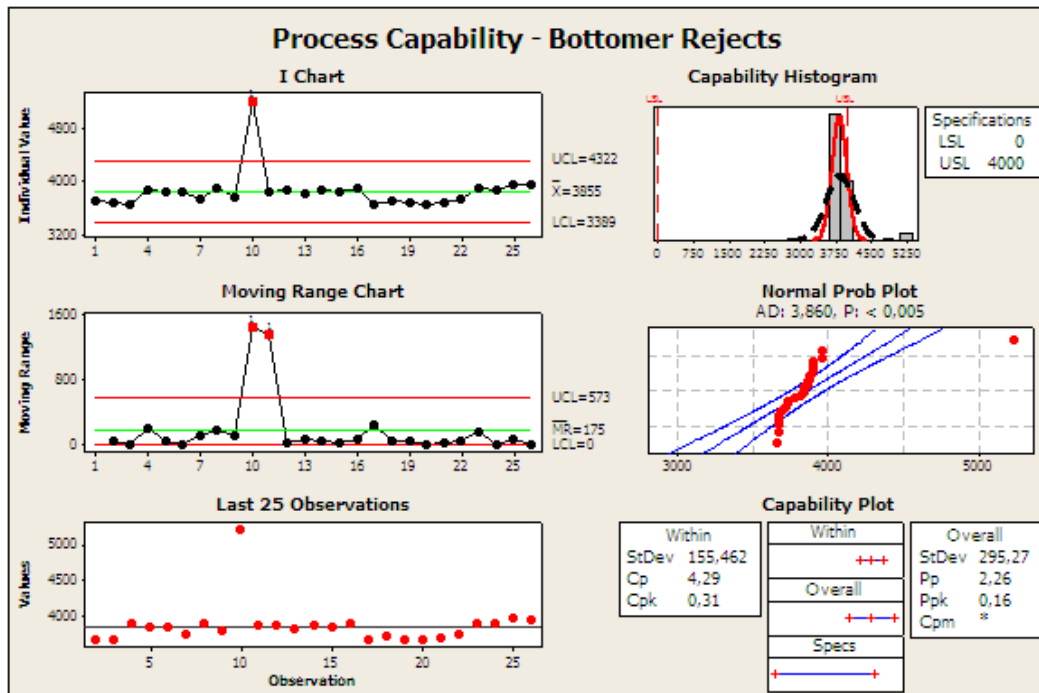 Process Capability - Bottomer Rejects
I Chart
Individual Value
4800
4000
3200
UCL=4322
X=3855
LCL=3389
1 4 7 10 13 16 19 22 25
Capability Histogram
LSL USL
0 750 1500 2250 3000 3750 4500 5250
Specifications
LSL 0
USL 4000
Moving Range Chart
Moving Range
1600
800
0
UCL=573
MR=175
LCL=0
1 4 7 10 13 16 19 22 25
Normal Prob Plot
AD: 3,860, P: < 0,005
3000 4000 5000
Last 25 Observations
Values
5000
4500
4000
5 10 15 20 25
Observation
Capability Plot
Within
StDev 155,462
Cp 4,29
Cpk 0,31
Within
Overall
Specs
Overall
StDev 295,27
Pp 2,26
Ppk 0,16
Cpm *